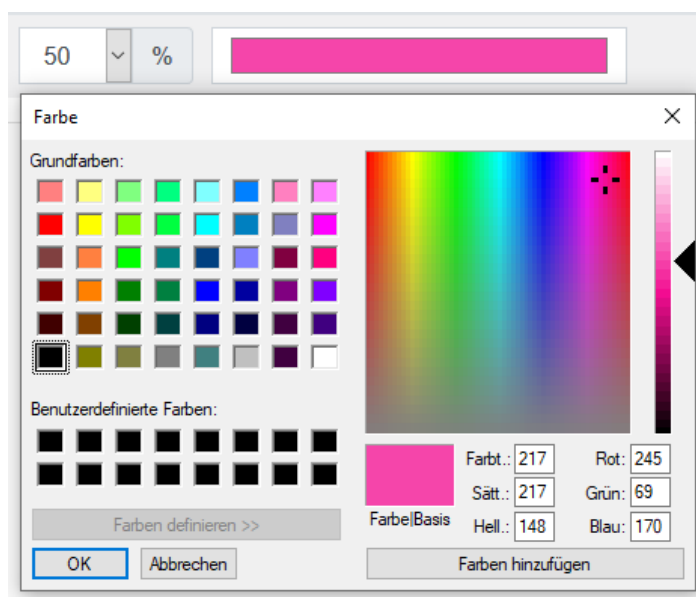 50 %
Farbe
Grundfarben:
Benutzerdefinierte Farben:
Farben definieren >>
OK Abbrechen
Farbe|Basis
Farbt.: 217 Rot: 245
Sätt.: 217 Grün: 69
Hell.: 148 Blau: 170
Farben hinzufügen